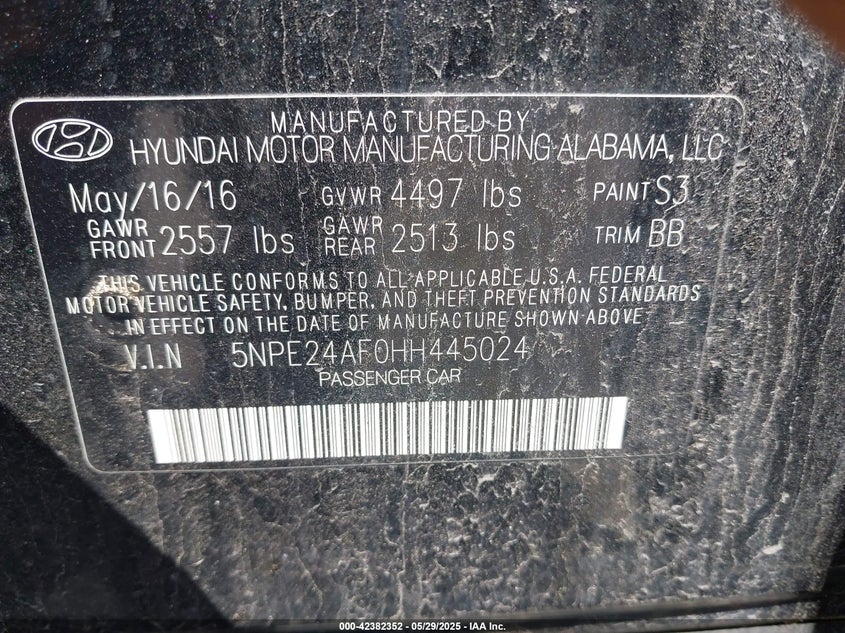 MANUFACTURED BY
HYUNDAI MOTOR MANUFACTURING ALABAMA, LLC
May/16/16 GVWR 4497 lbs PAINT S3
GAWR FRONT 2557 lbs GAWR REAR 2513 lbs TRIM BB
THIS VEHICLE CONFORMS TO ALL APPLICABLE U.S.A. FEDERAL
MOTOR VEHICLE SAFETY, BUMPER, AND THEFT PREVENTION STANDARDS
IN EFFECT ON THE DATE OF MANUFACTURE SHOWN ABOVE.
V.I.N 5NPE24AF0HH445024
PASSENGER CAR
000-42382352 - 05/29/2025 - IAA Inc.